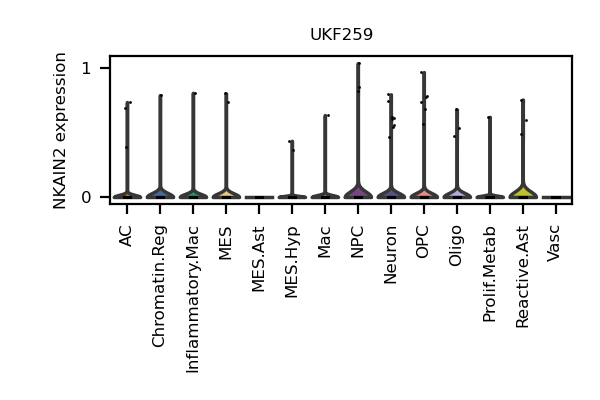 UKF259
NKAIN2 expression
1
0
AC
Chromatin.Reg
Inflammatory.Mac
MES
MES.Ast
MES.Hyp
Mac
NPC
Neuron
OPC
Oligo
Prolif.Metab
Reactive.Ast
Vasc